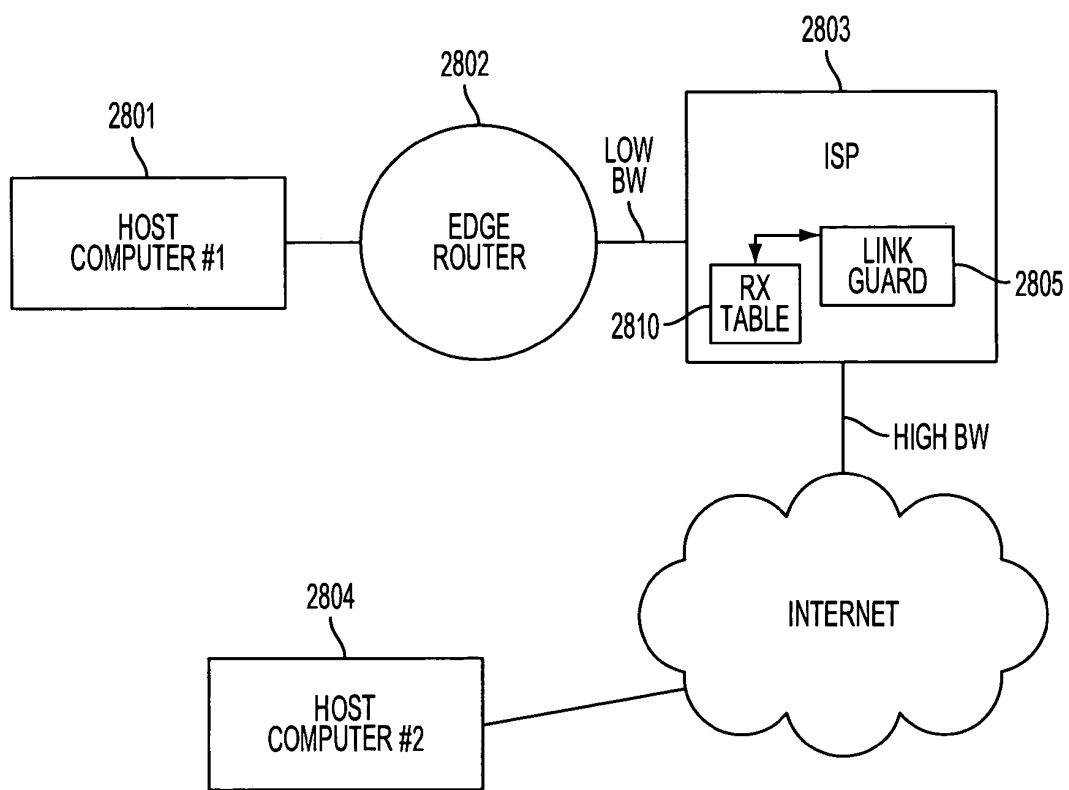 2803
2802
2801
ISP
LOW
BW
HOST
COMPUTER #1
EDGE
ROUTER
LINK
GUARD
2805
RX
TABLE
2810
HIGH BW
2804
INTERNET
HOST
COMPUTER #2